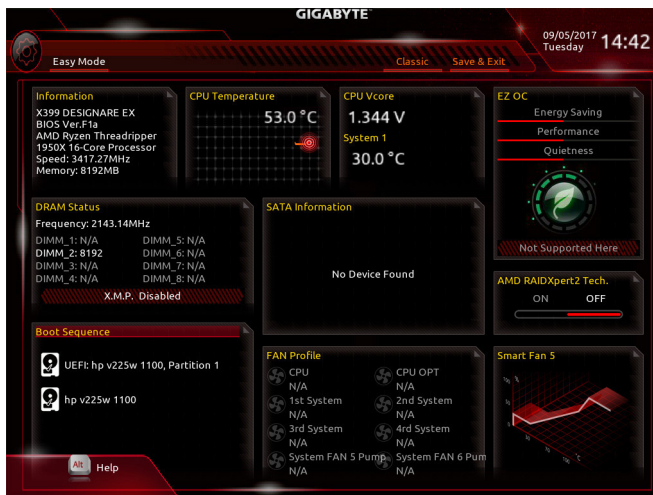 GIGABYTE™
09/05/2017
Tuesday
14:42
Easy Mode
Classic
Save & Exit
Information
X399 DESIGNARE EX
BIOS Ver.F1a
AMD Ryzen Threadripper
1950X 16-Core Processor
Speed: 3417.27MHz
Memory: 8192MB
CPU Temperature
53.0 °C
CPU Vcore
1.344 V
System 1
30.0 °C
EZ OC
Energy Saving
Performance
Quietness
Not Supported Here
DRAM Status
Frequency: 2143.14MHz
DIMM_1: N/A
DIMM_5: N/A
DIMM_2: 8192
DIMM_6: N/A
DIMM_3: N/A
DIMM_7: N/A
DIMM_4: N/A
DIMM_8: N/A
X.M.P. Disabled
SATA Information
No Device Found
AMD RAIDXpert2 Tech.
ON OFF
Boot Sequence
UEFI: hp v225w 1100, Partition 1
hp v225w 1100
FAN Profile
CPU
N/A
CPU OPT
N/A
1st System
N/A
2nd System
N/A
3rd System
N/A
4rd System
N/A
System FAN 5 Pump
N/A
System FAN 6 Pum
N/A
Smart Fan 5
%
100
°C
100
Alt
Help